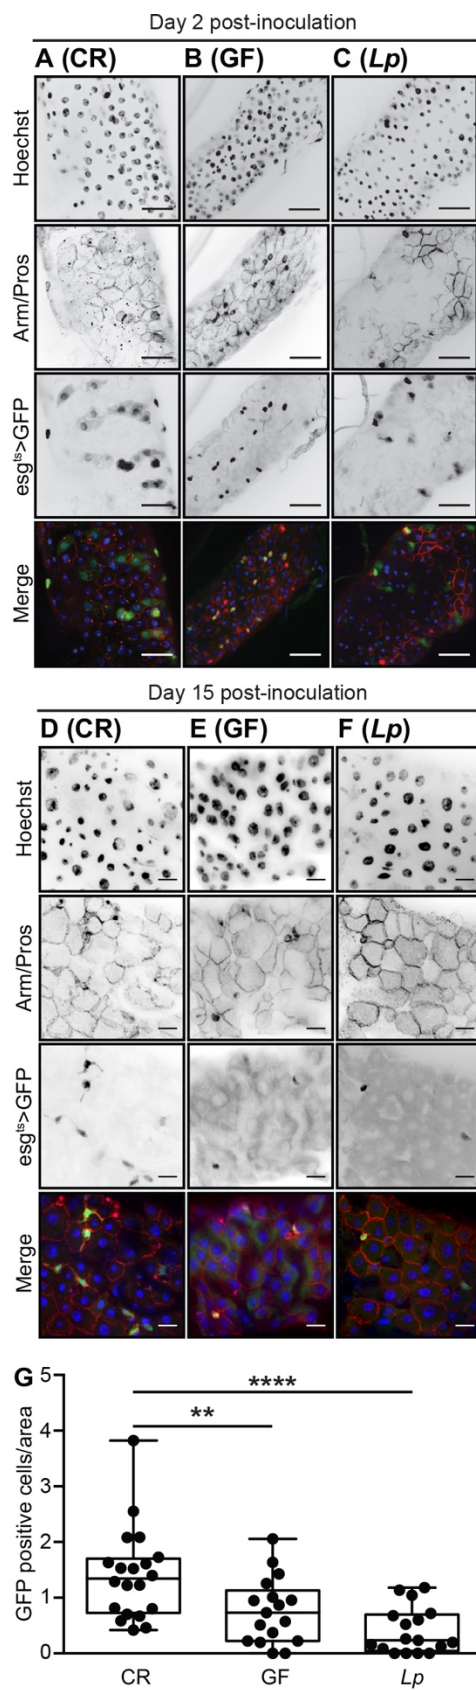 Day 2 post-inoculation
A (CR) B (GF) C (Lp)
Hoechst
Arm/Pros
esgts>GFP
Merge
Day 15 post-inoculation
D (CR) E (GF) F (Lp)
Hoechst
Arm/Pros
esgts>GFP
Merge
G
GFP positive cells/area
5
4
3
2
1
0
****
**
CR GF Lp